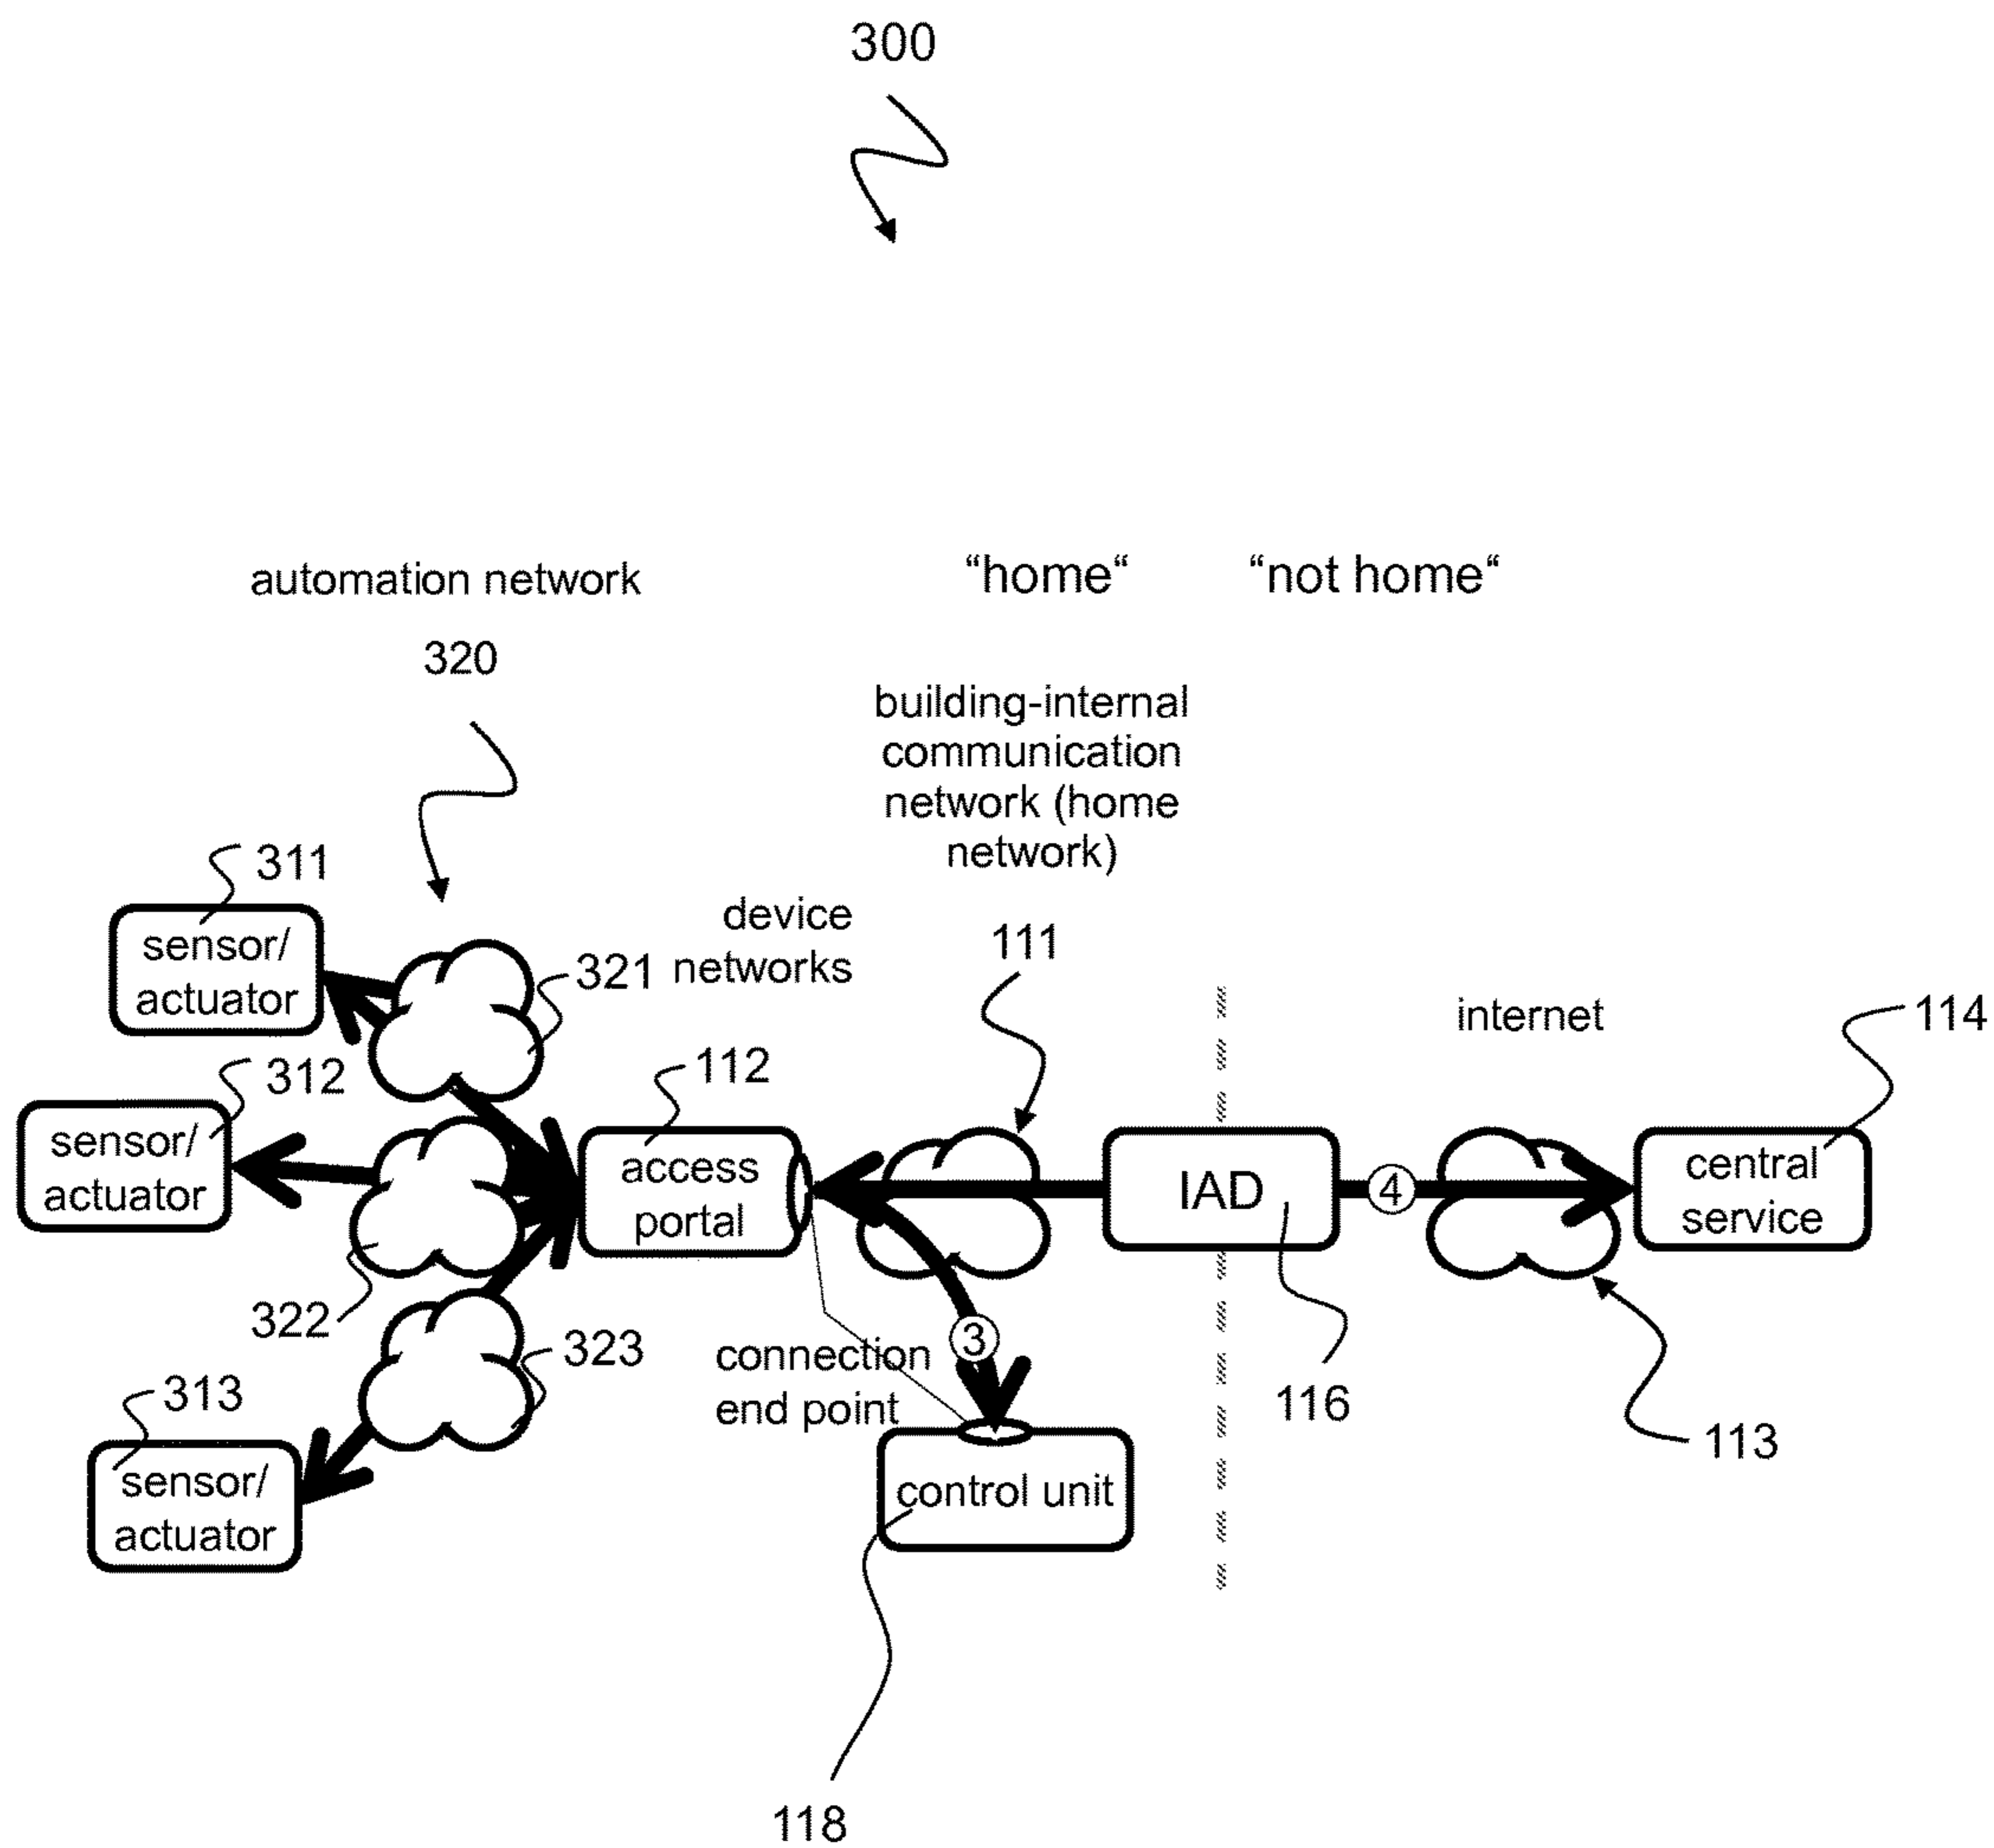 300
automation network
320
“home“
“not home“
building-internal
communication
network (home
network)
311
sensor/
actuator
device
networks
321
111
internet
114
312
sensor/
actuator
112
access
portal
IAD
4
central
service
322
323
3
connection
end point
116
113
313
sensor/
actuator
control unit
118